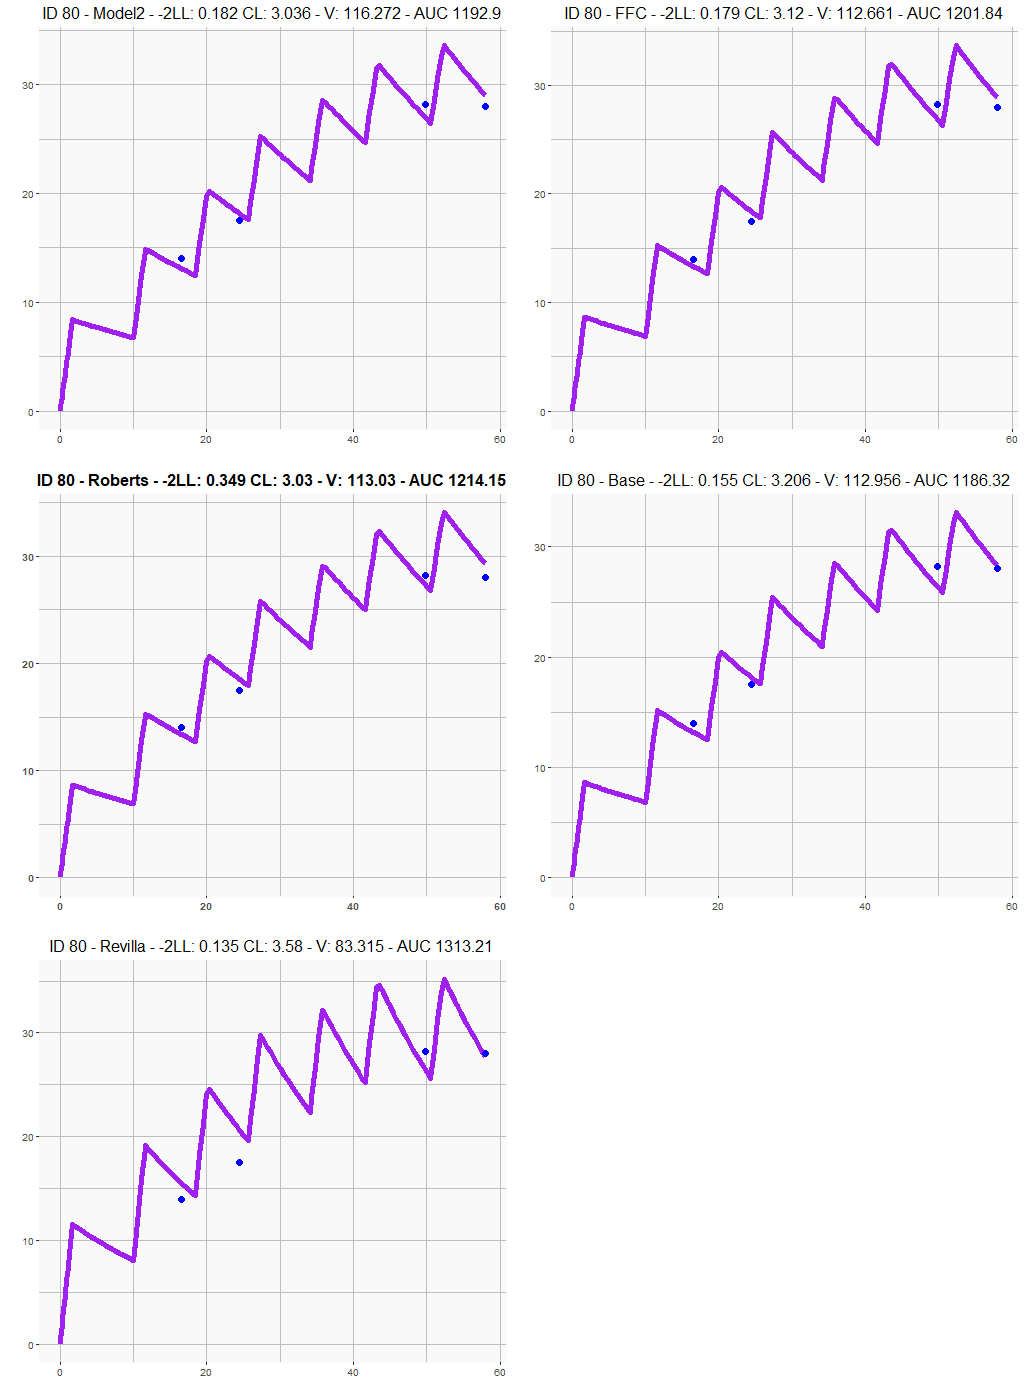 ID 80 - Model2 - -2LL: 0.182 CL: 3.036 - V: 116.272 - AUC 1192.9
30
20
10
0
0 20 40 60
ID 80 - FFC - -2LL: 0.179 CL: 3.12 - V: 112.661 - AUC 1201.84
30
20
10
0
0 20 40 60
ID 80 - Roberts - -2LL: 0.349 CL: 3.03 - V: 113.03 - AUC 1214.15
30
20
10
0
0 20 40 60
ID 80 - Base - -2LL: 0.155 CL: 3.206 - V: 112.956 - AUC 1186.32
30
20
10
0
0 20 40 60
ID 80 - Revilla - -2LL: 0.135 CL: 3.58 - V: 83.315 - AUC 1313.21
30
20
10
0
0 20 40 60